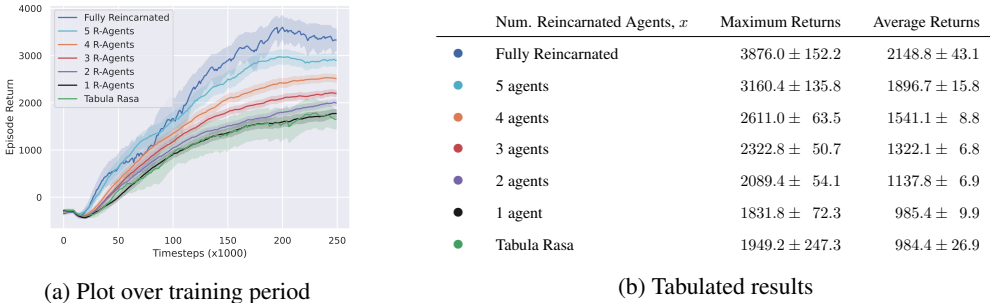 4000
3000
2000
1000
0
Episode Return
Fully Reincarnated
5 R-Agents
4 R-Agents
3 R-Agents
2 R-Agents
1 R-Agents
Tabula Rasa
0 50 100 150 200 250
Timesteps (x1000)
(a) Plot over training period
Num. Reincarnated Agents, x Maximum Returns Average Returns
Fully Reincarnated 3876.0 ± 152.2 2148.8 ± 43.1
5 agents 3160.4 ± 135.8 1896.7 ± 15.8
4 agents 2611.0 ± 63.5 1541.1 ± 8.8
3 agents 2322.8 ± 50.7 1322.1 ± 6.8
2 agents 2089.4 ± 54.1 1137.8 ± 6.9
1 agent 1831.8 ± 72.3 985.4 ± 9.9
Tabula Rasa 1949.2 ± 247.3 984.4 ± 26.9
(b) Tabulated results